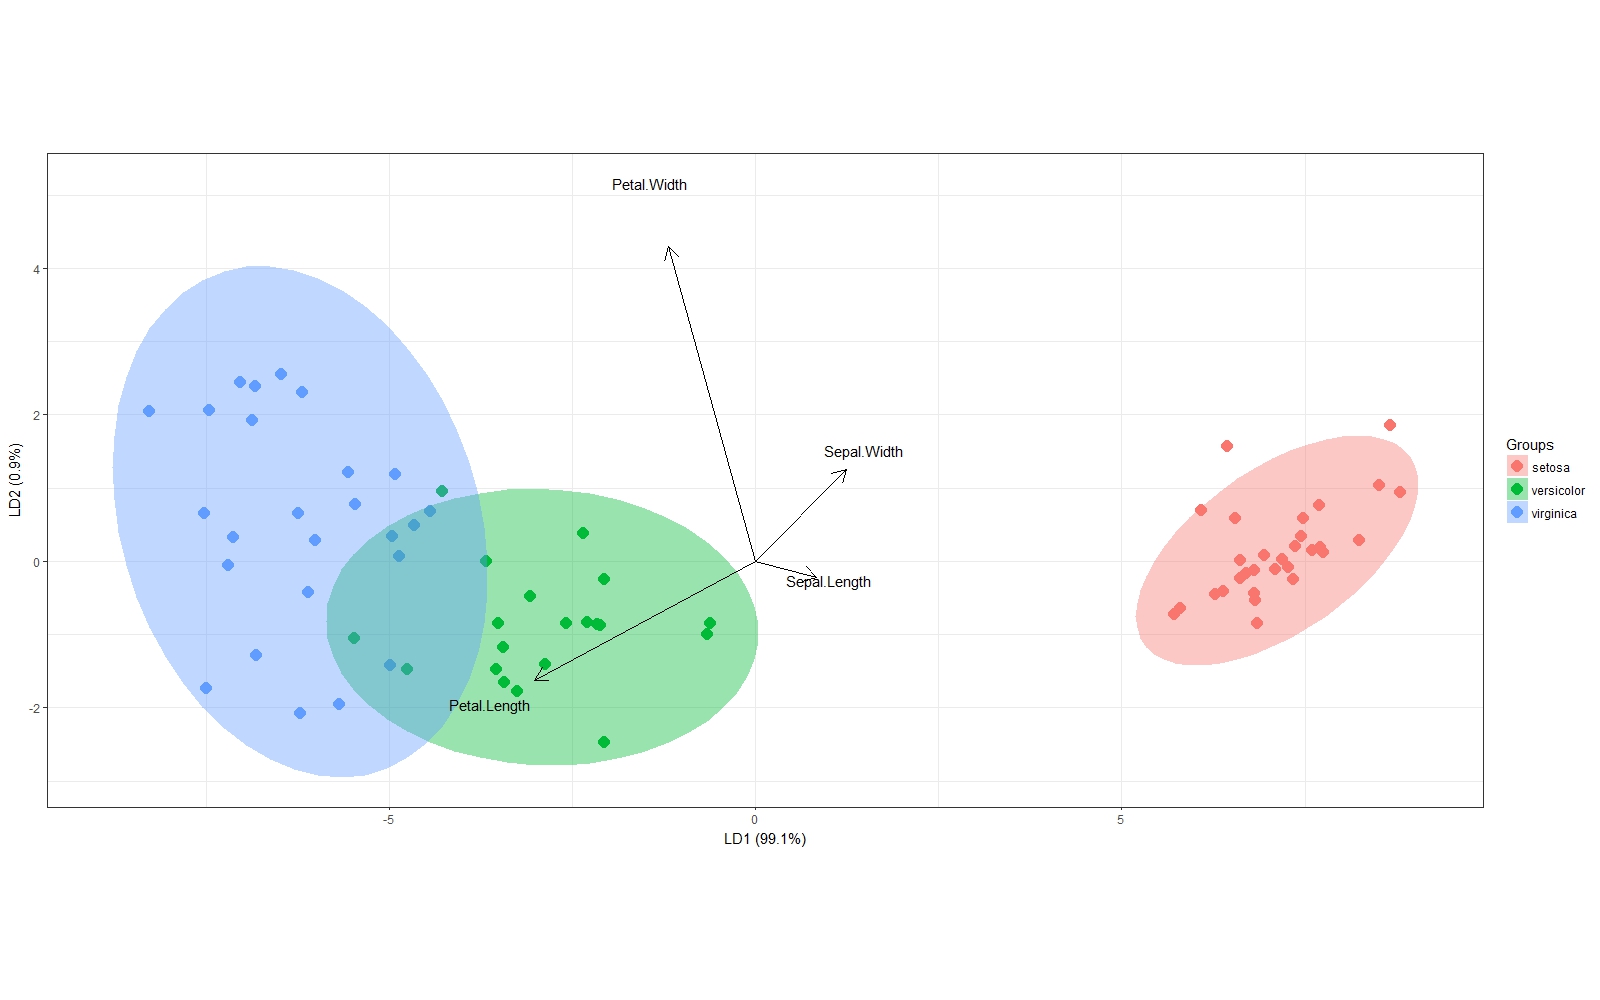 Petal.Width
Sepal.Width
Sepal.Length
Petal.Length
4
2
0
-2
LD2 (0.9%)
-5
0
5
LD1 (99.1%)
Groups
setosa
versicolor
virginica